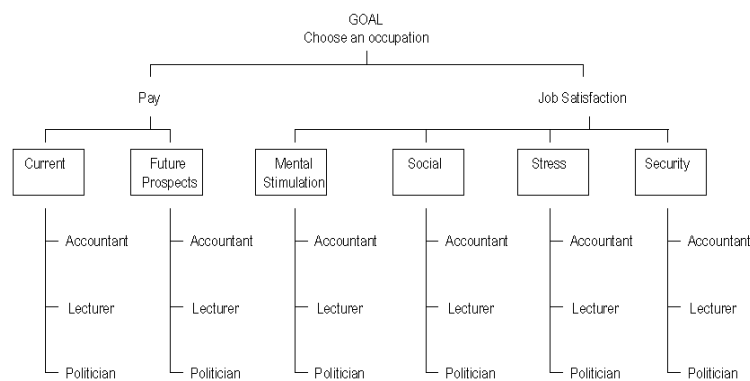 GOAL
Choose an occupation
Pay
Job Satisfaction
Current
Future
Prospects
Mental
Stimulation
Social
Stress
Security
Accountant
Accountant
Accountant
Accountant
Accountant
Accountant
Lecturer
Lecturer
Lecturer
Lecturer
Lecturer
Lecturer
Politician
Politician
Politician
Politician
Politician
Politician